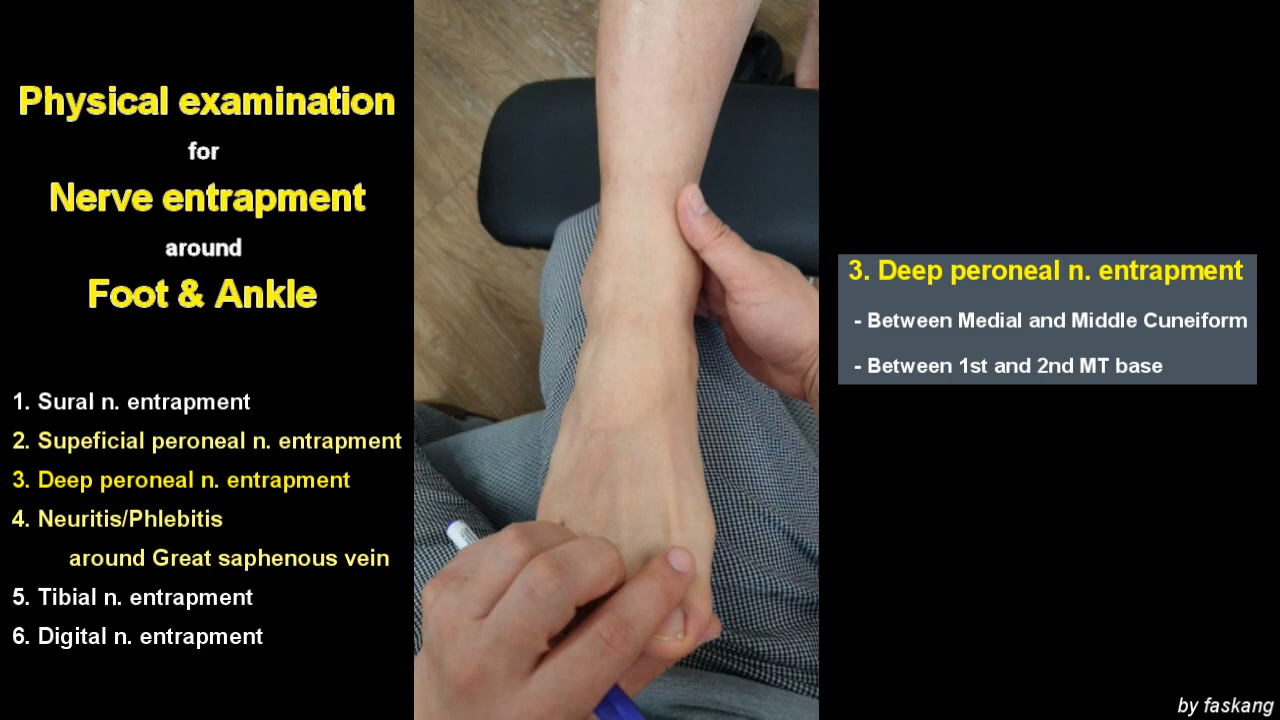 Physical examination
for
Nerve entrapment
around
Foot & Ankle
1. Sural n. entrapment
2. Supeficial peroneal n. entrapment
3. Deep peroneal n. entrapment
4. Neuritis/Phlebitis
around Great saphenous vein
5. Tibial n. entrapment
6. Digital n. entrapment
3. Deep peroneal n. entrapment
- Between Medial and Middle Cuneiform
- Between 1st and 2nd MT base
by faskang